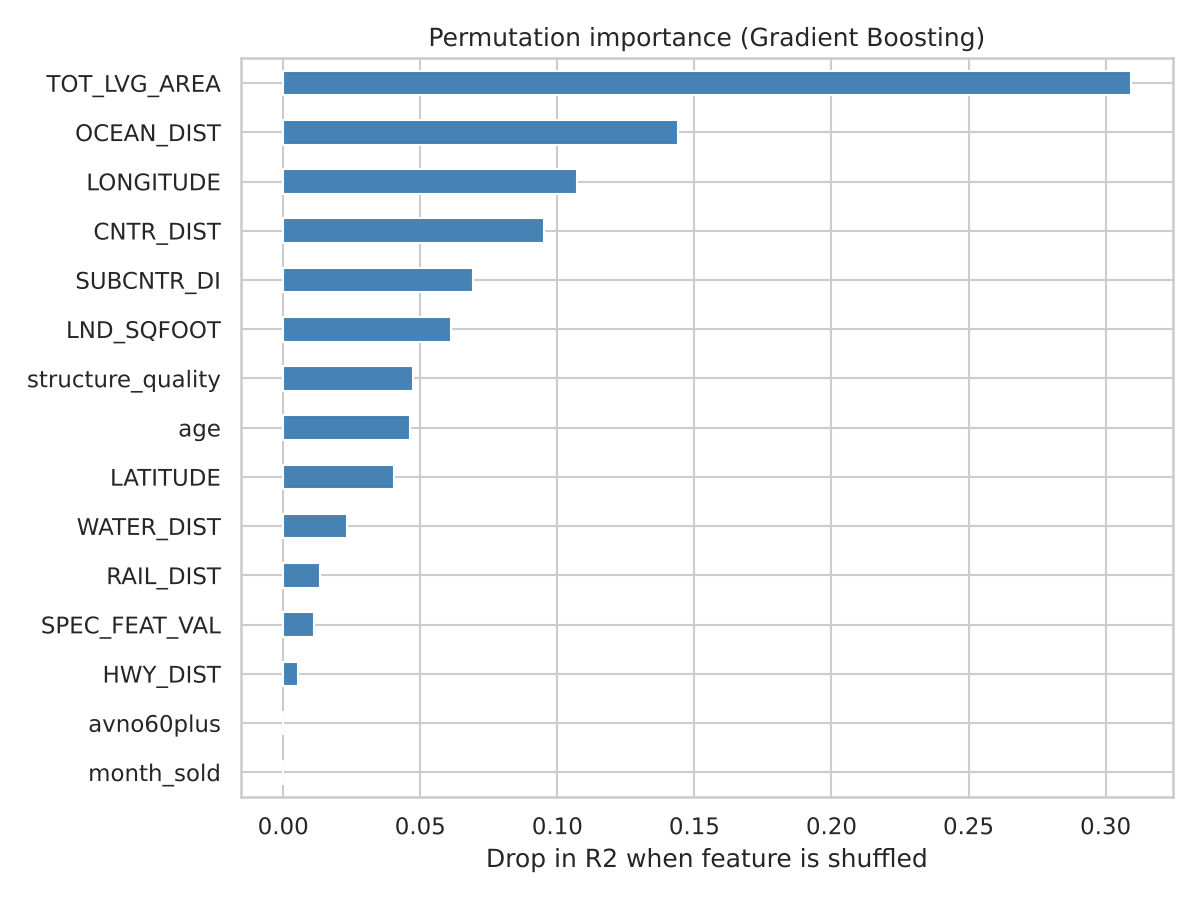 Permutation importance (Gradient Boosting)
TOT_LVG_AREA
OCEAN_DIST
LONGITUDE
CNTR_DIST
SUBCNTR_DI
LND_SQFOOT
structure_quality
age
LATITUDE
WATER_DIST
RAIL_DIST
SPEC_FEAT_VAL
HWY_DIST
avno60plus
month_sold
0.00 0.05 0.10 0.15 0.20 0.25 0.30
Drop in R2 when feature is shuffled